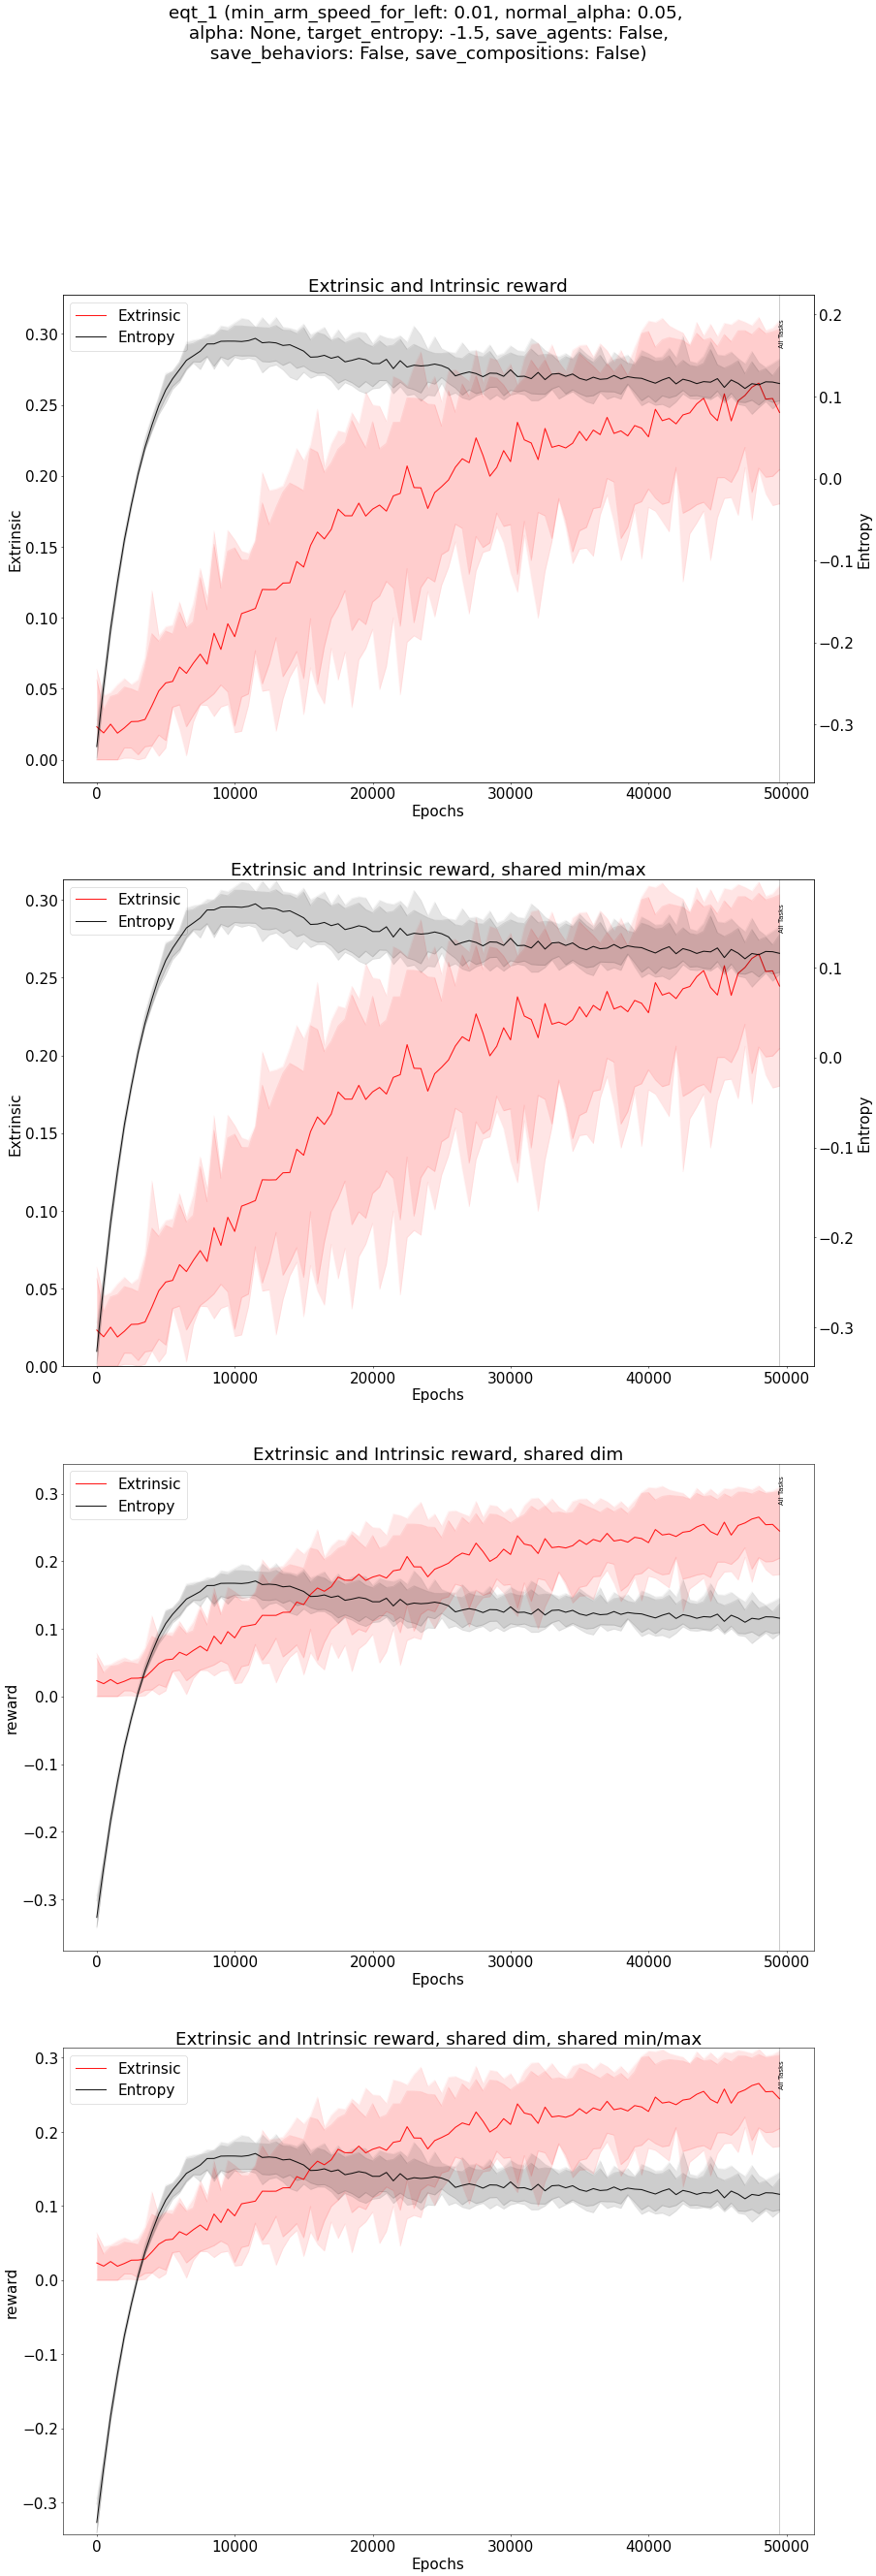 eqt_1 (min_arm_speed_for_left: 0.01, normal_alpha: 0.05,
alpha: None, target_entropy: -1.5, save_agents: False,
save_behaviors: False, save_compositions: False)
Extrinsic and Intrinsic reward
Extrinsic
Entropy
All Tasks
0.30
0.25
0.20
0.15
0.10
0.05
0.00
Extrinsic
0.2
0.1
0.0
−0.1
−0.2
−0.3
Entropy
0 10000 20000 30000 40000 50000
Epochs
Extrinsic and Intrinsic reward, shared min/max
Extrinsic
Entropy
All Tasks
0.30
0.25
0.20
0.15
0.10
0.05
0.00
Extrinsic
0.1
0.0
−0.1
−0.2
−0.3
Entropy
0 10000 20000 30000 40000 50000
Epochs
Extrinsic and Intrinsic reward, shared dim
Extrinsic
Entropy
All Tasks
0.3
0.2
0.1
0.0
−0.1
−0.2
−0.3
reward
0 10000 20000 30000 40000 50000
Epochs
Extrinsic and Intrinsic reward, shared dim, shared min/max
Extrinsic
Entropy
All Tasks
0.3
0.2
0.1
0.0
−0.1
−0.2
−0.3
reward
0 10000 20000 30000 40000 50000
Epochs